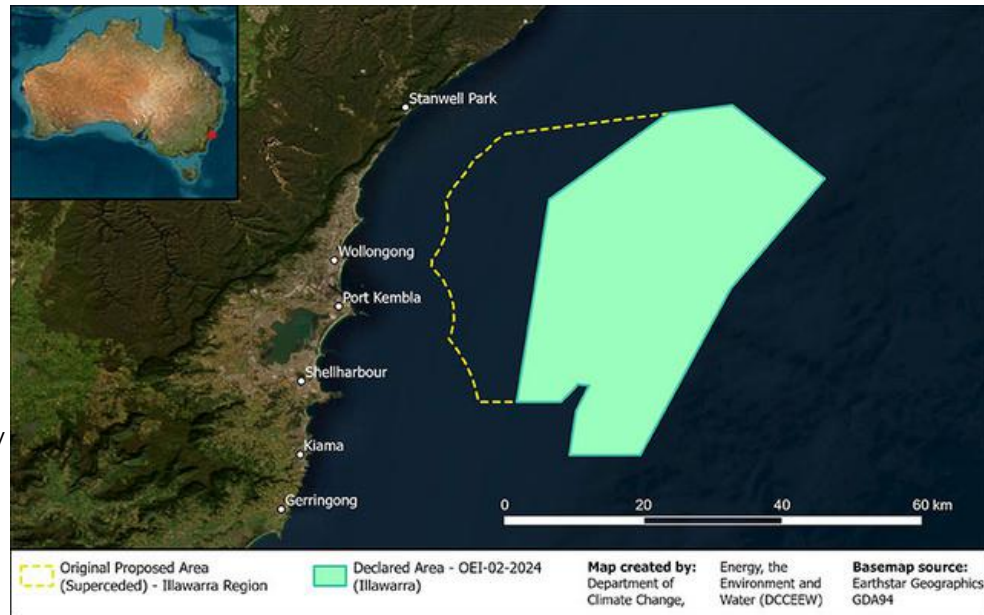 Stanwell Park
Wollongong
Port Kembla
Shellharbour
Kiama
Gerringong
0 20 40 60 km
Original Proposed Area
(Superceded) - Illawarra Region
Declared Area - OEI-02-2024
(Illawarra)
Map created by:
Department of
Climate Change,
Energy, the
Environment and
Water (DCCEEW)
Basemap source:
Earthstar Geographics
GDA94